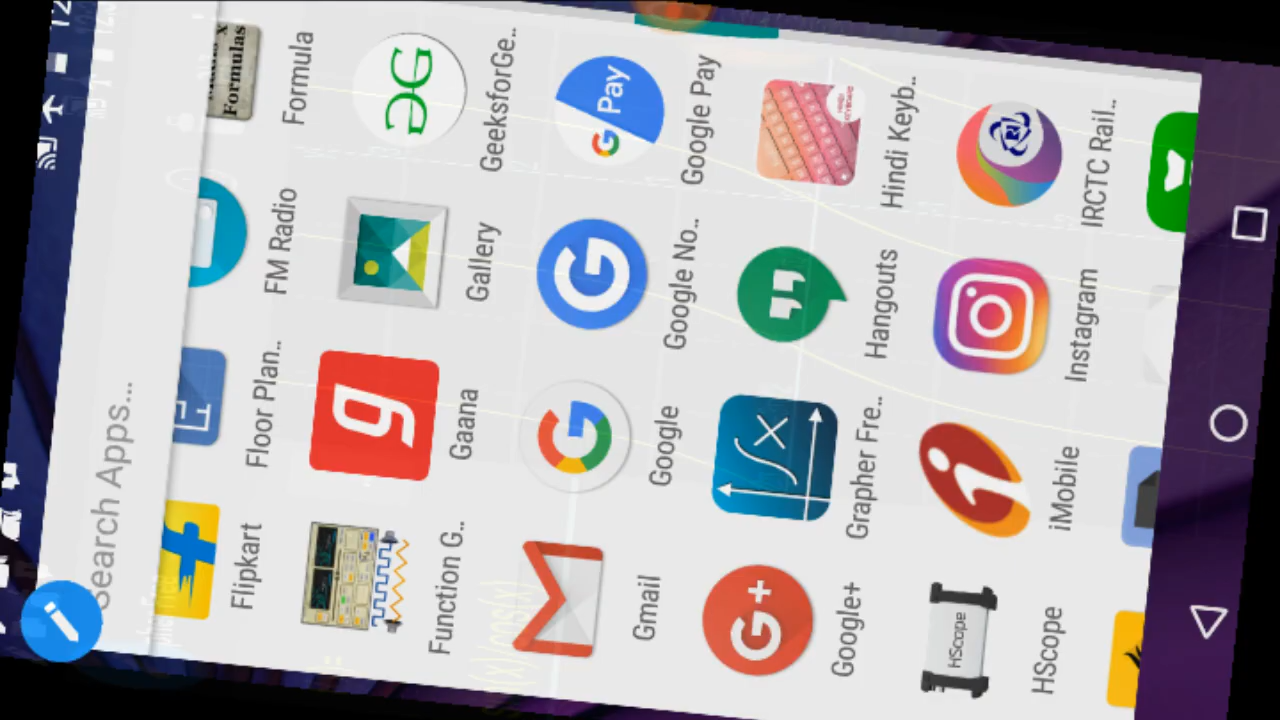 Search Apps...
Formulas
Flipkart
Floor Plan..
FM Radio
Formula
Function G..
Gaana
Gallery
GeeksforGe..
Pay
Gmail
Google
Google No..
Google Pay
G+
Google+
Grapher Fre..
Hangouts
Hindi Keyb..
HScope
HScope
iMobile
Instagram
IRCTC Rail..